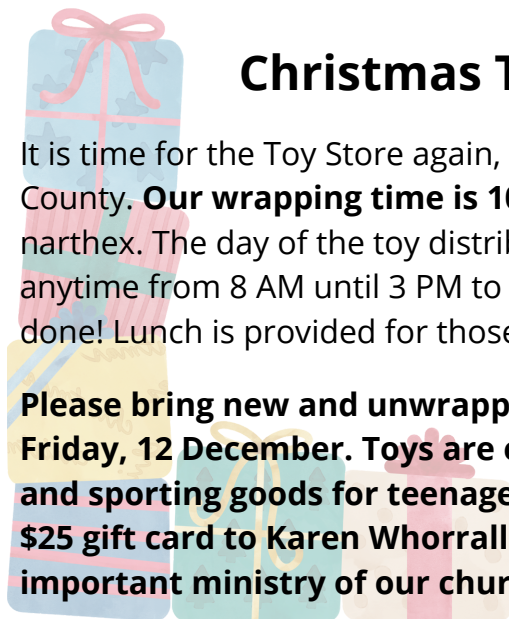 Christmas T
It is time for the Toy Store again,
County. Our wrapping time is 10
narthex. The day of the toy distrib
anytime from 8 AM until 3 PM to
done! Lunch is provided for those
Please bring new and unwrapp
Friday, 12 December. Toys are
and sporting goods for teenage
$25 gift card to Karen Whorrall
important ministry of our chur